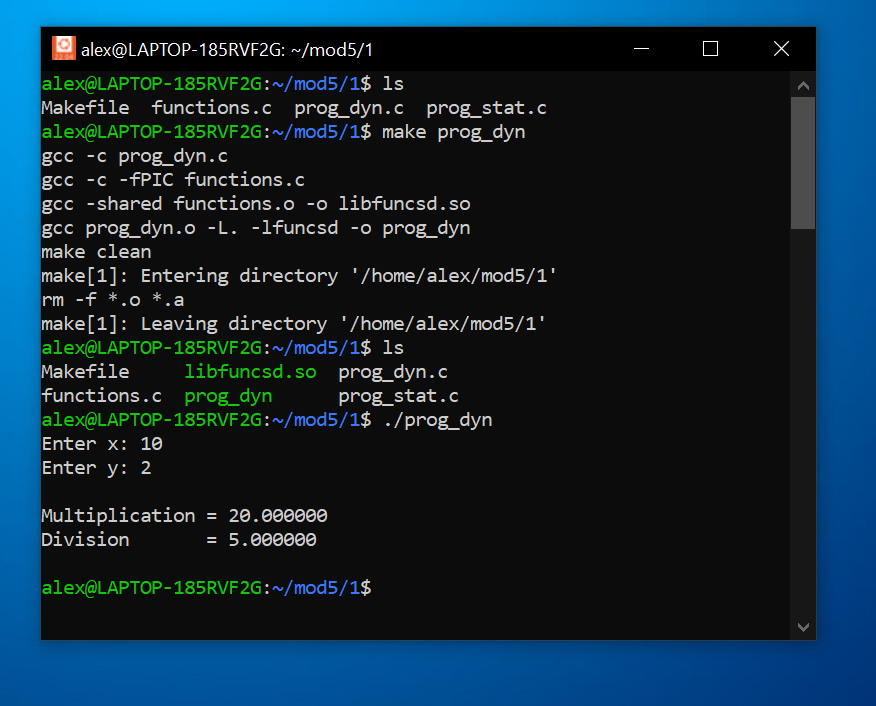 alex@LAPTOP-185RVF2G: ~/mod5/1
alex@LAPTOP-185RVF2G:~/mod5/1$ ls
Makefile  functions.c  prog_dyn.c  prog_stat.c
alex@LAPTOP-185RVF2G:~/mod5/1$ make prog_dyn
gcc -c prog_dyn.c
gcc -c -fPIC functions.c
gcc -shared functions.o -o libfuncsd.so
gcc prog_dyn.o -L. -lfuncsd -o prog_dyn
make clean
make[1]: Entering directory '/home/alex/mod5/1'
rm -f *.o *.a
make[1]: Leaving directory '/home/alex/mod5/1'
alex@LAPTOP-185RVF2G:~/mod5/1$ ls
Makefile     libfuncsd.so  prog_dyn.c
functions.c  prog_dyn      prog_stat.c
alex@LAPTOP-185RVF2G:~/mod5/1$ ./prog_dyn
Enter x: 10
Enter y: 2
Multiplication = 20.000000
Division       = 5.000000
alex@LAPTOP-185RVF2G:~/mod5/1$